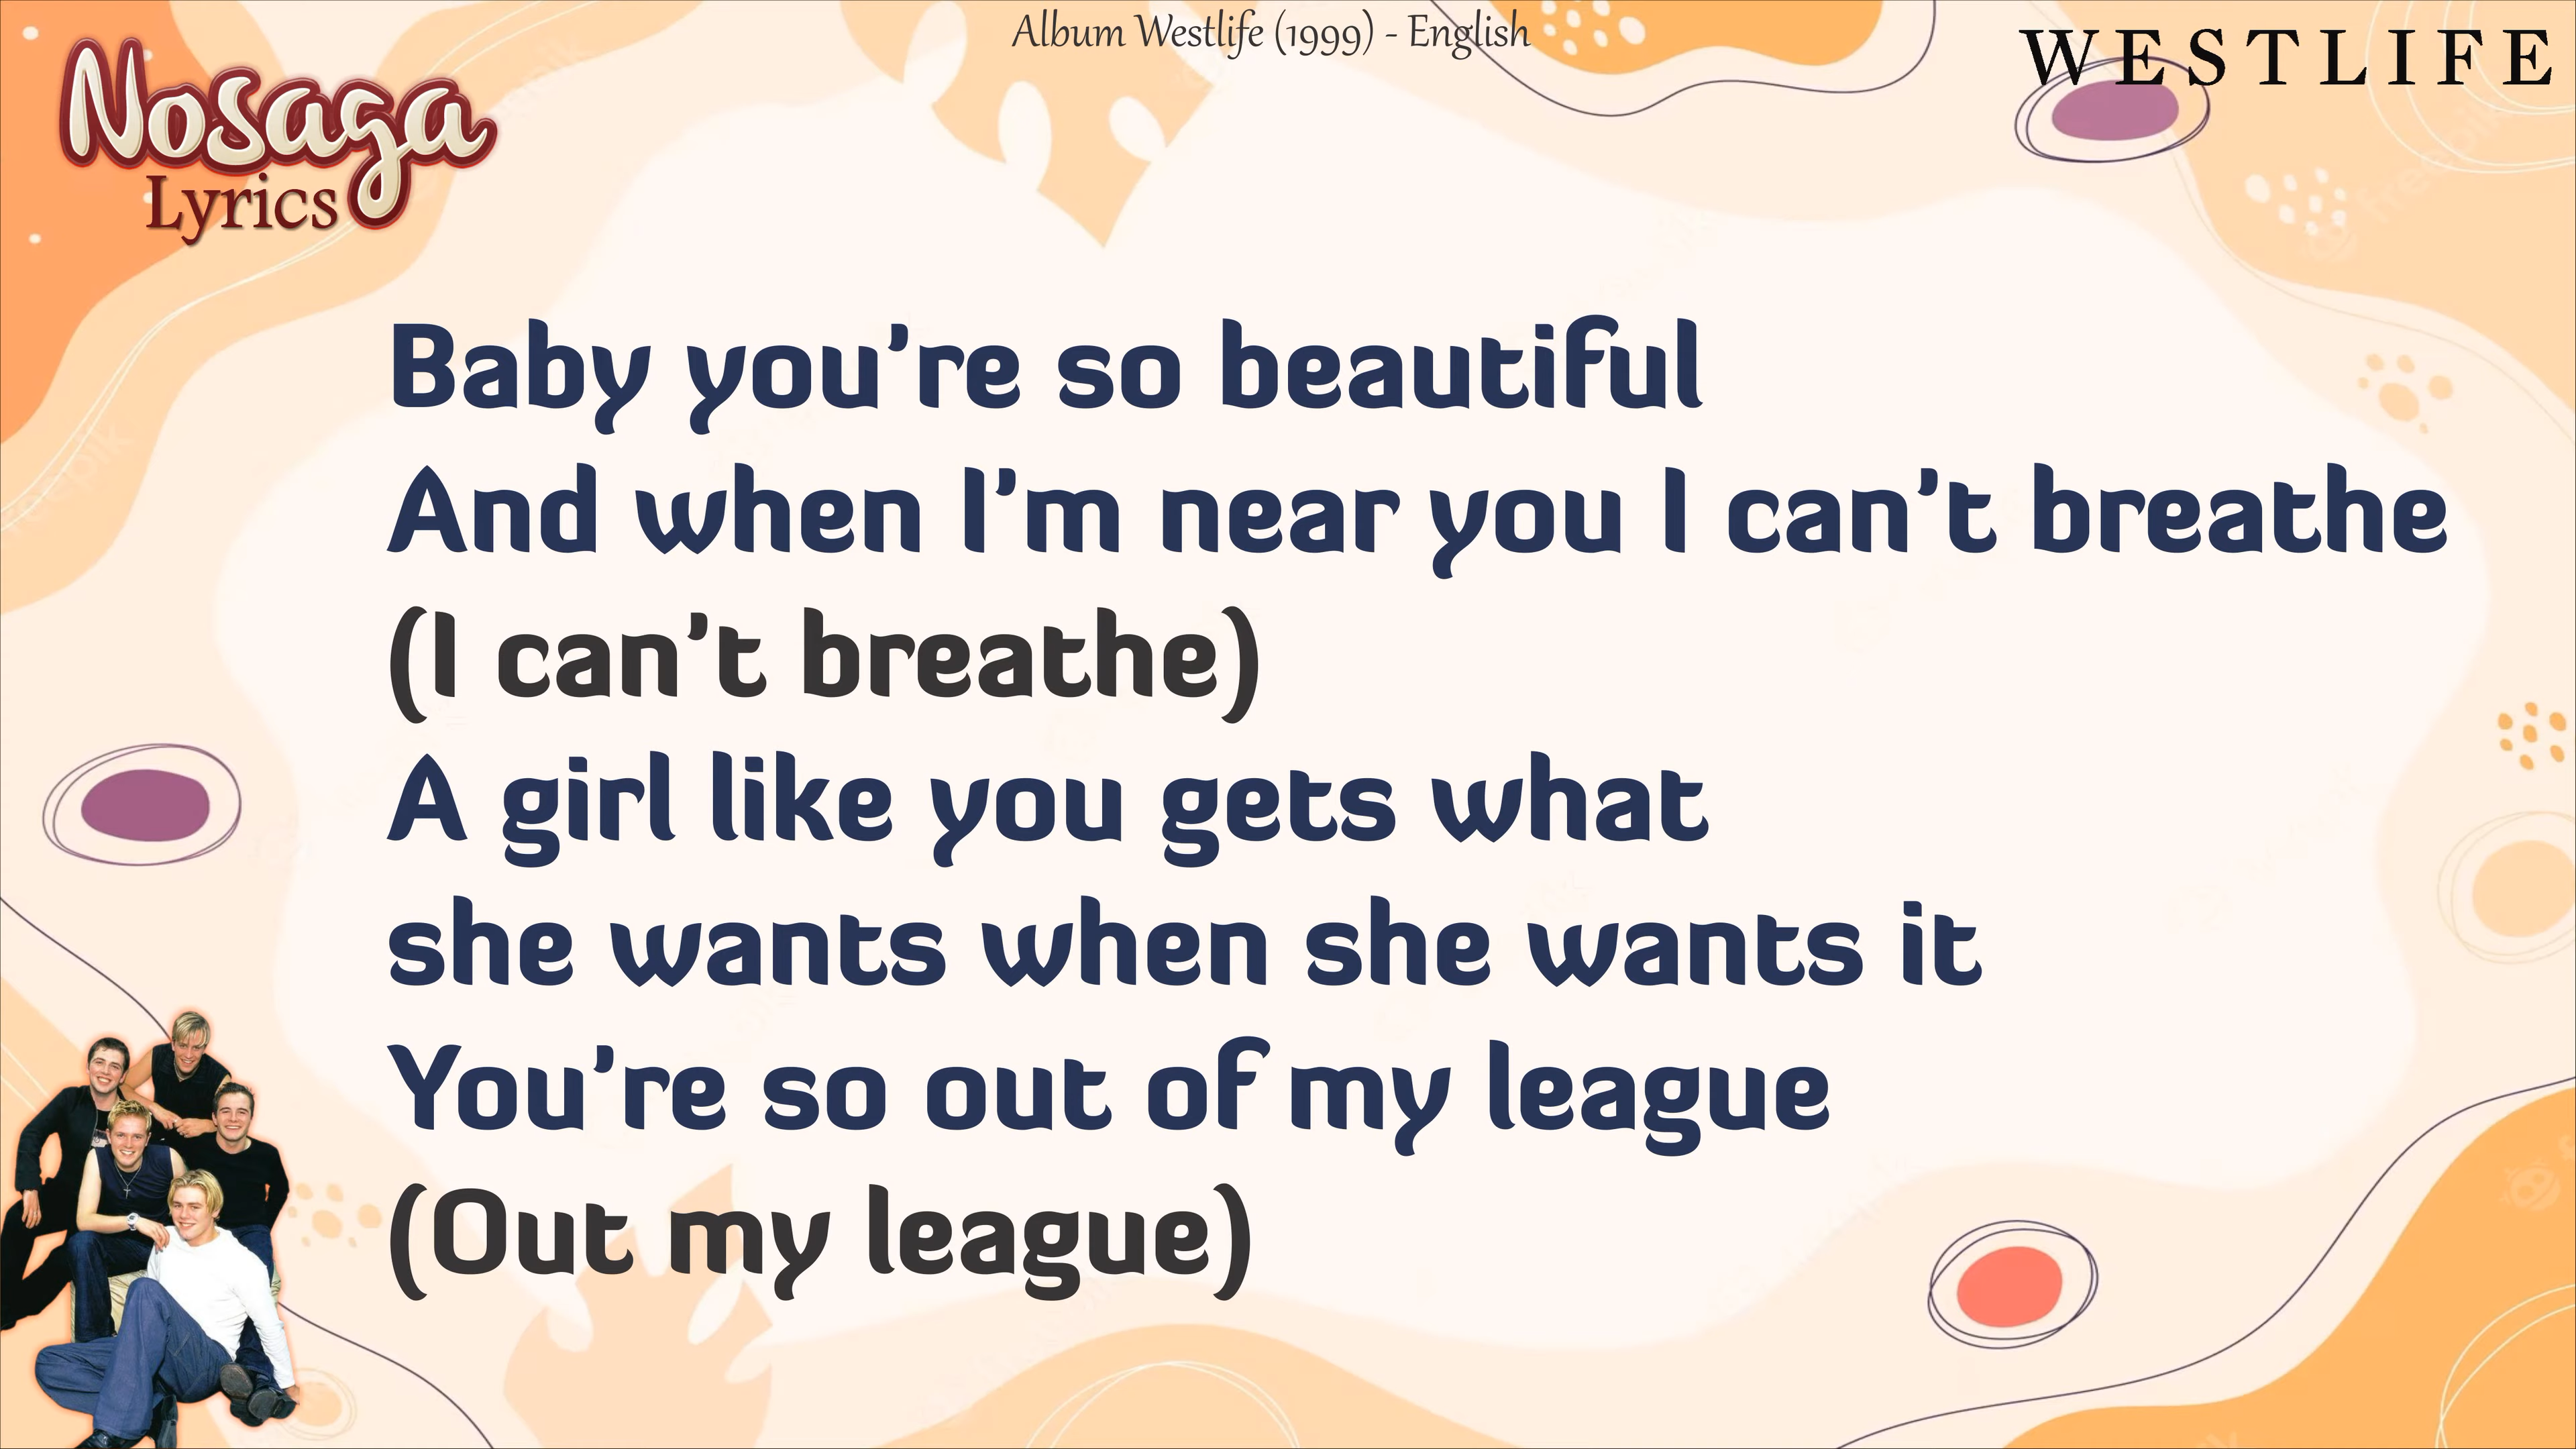 Album Westlife (1999) - English
WESTLIFE
Nosaga
Lyrics
Baby you're so beautiful
And when I'm near you I can't breathe
(I can't breathe)
A girl like you gets what
she wants when she wants it
You're so out of my league
(Out my league)